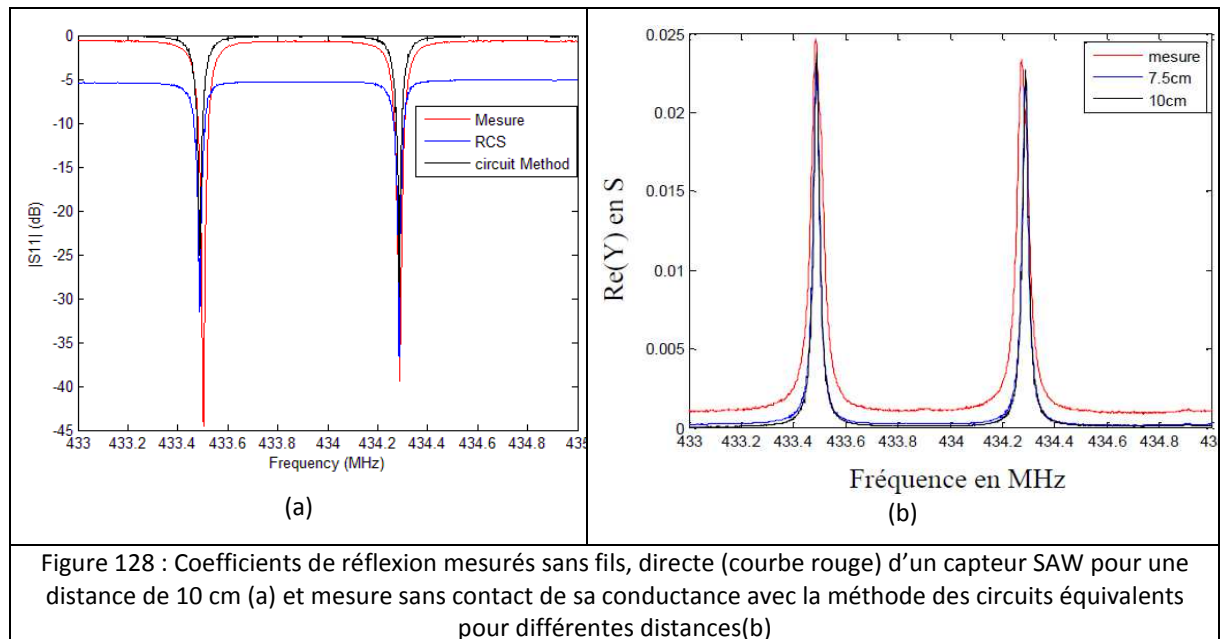 0
-5
-10
-15
-20
-25
-30
-35
-40
-45
|S11| (dB)
433 433.2 433.4 433.6 433.8 434 434.2 434.4 434.6 434.8 435
Frequency (MHz)
Mesure
RCS
circuit Method
(a)
0.025
0.02
0.015
0.01
0.005
0
Re(Y) en S
433 433.2 433.4 433.6 433.8 434 434.2 434.4 434.6 434.8
Fréquence en MHz
mesure
7.5cm
10cm
(b)
Figure 128 : Coefficients de réflexion mesurés sans fils, directe (courbe rouge) d’un capteur SAW pour une
distance de 10 cm (a) et mesure sans contact de sa conductance avec la méthode des circuits équivalents
pour différentes distances(b)